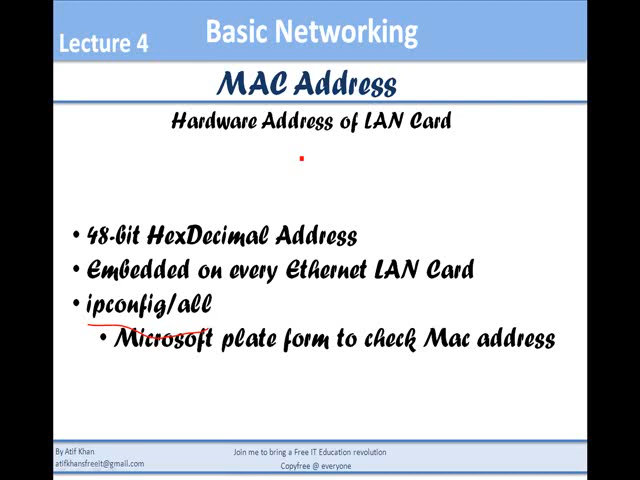 Lecture 4
Basic Networking
MAC Address
Hardware Address of LAN Card
• 48-bit HexDecimal Address
• Embedded on every Ethernet LAN Card
• ipconfig/all
• Microsoft plate form to check Mac address
By Atif Khan
atifkhansfreeit@gmail.com
Join me to bring a Free IT Education revolution
Copyfree @ everyone